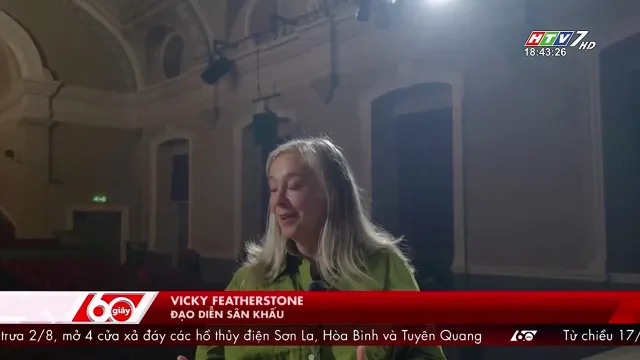 HTV7 HD
18:43:26
60 giây
VICKY FEATHERSTONE
ĐẠO DIỄN SÂN KHẤU
trưa 2/8, mở 4 cửa xả đáy các hồ thủy điện Sơn La, Hòa Bình và Tuyên Quang 60 Từ chiều 17/